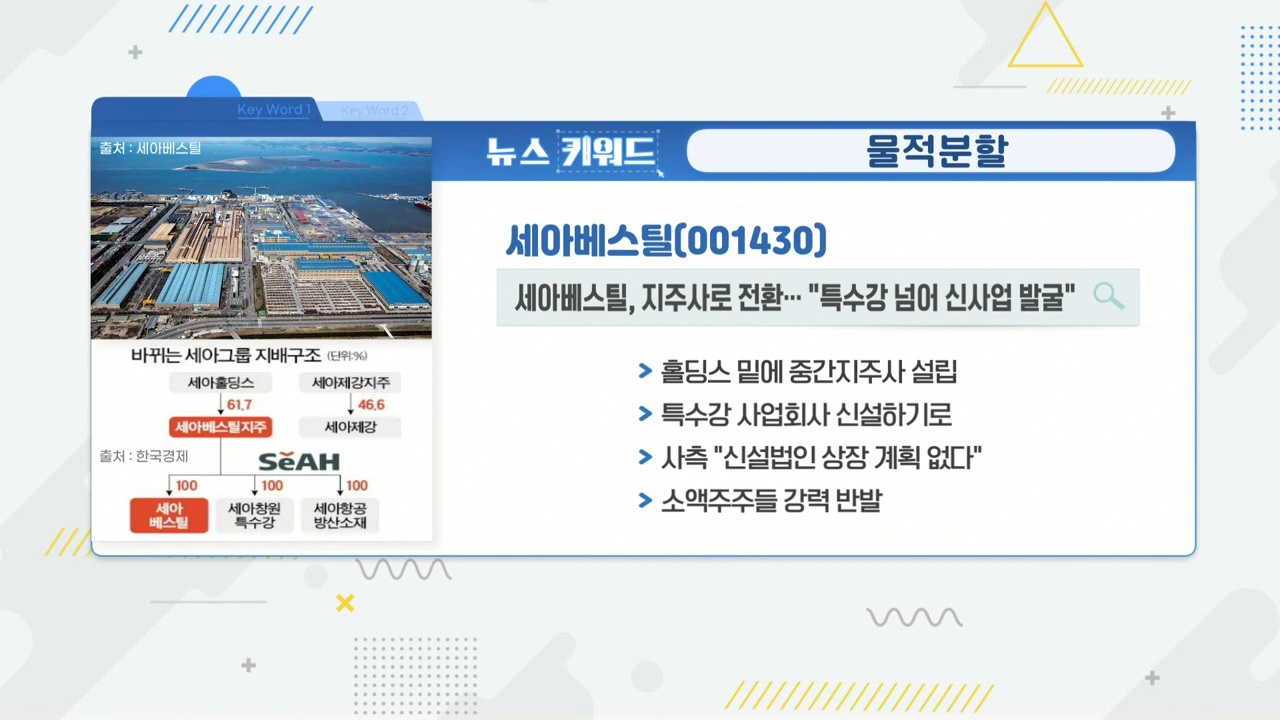 Key Word 1
Key Word 2
출처 : 세아베스틸
뉴스 키워드
물적분할
세아베스틸(001430)
세아베스틸, 지주사로 전환… "특수강 넘어 신사업 발굴"
홀딩스 밑에 중간지주사 설립
특수강 사업회사 신설하기로
사측 "신설법인 상장 계획 없다"
소액주주들 강력 반발
바뀌는 세아그룹 지배구조 (단위:%)
세아홀딩스
세아제강지주
61.7
46.6
세아베스틸지주
세아제강
출처 : 한국경제
SeAH
100
100
100
세아
베스틸
세아창원
특수강
세아항공
방산소재